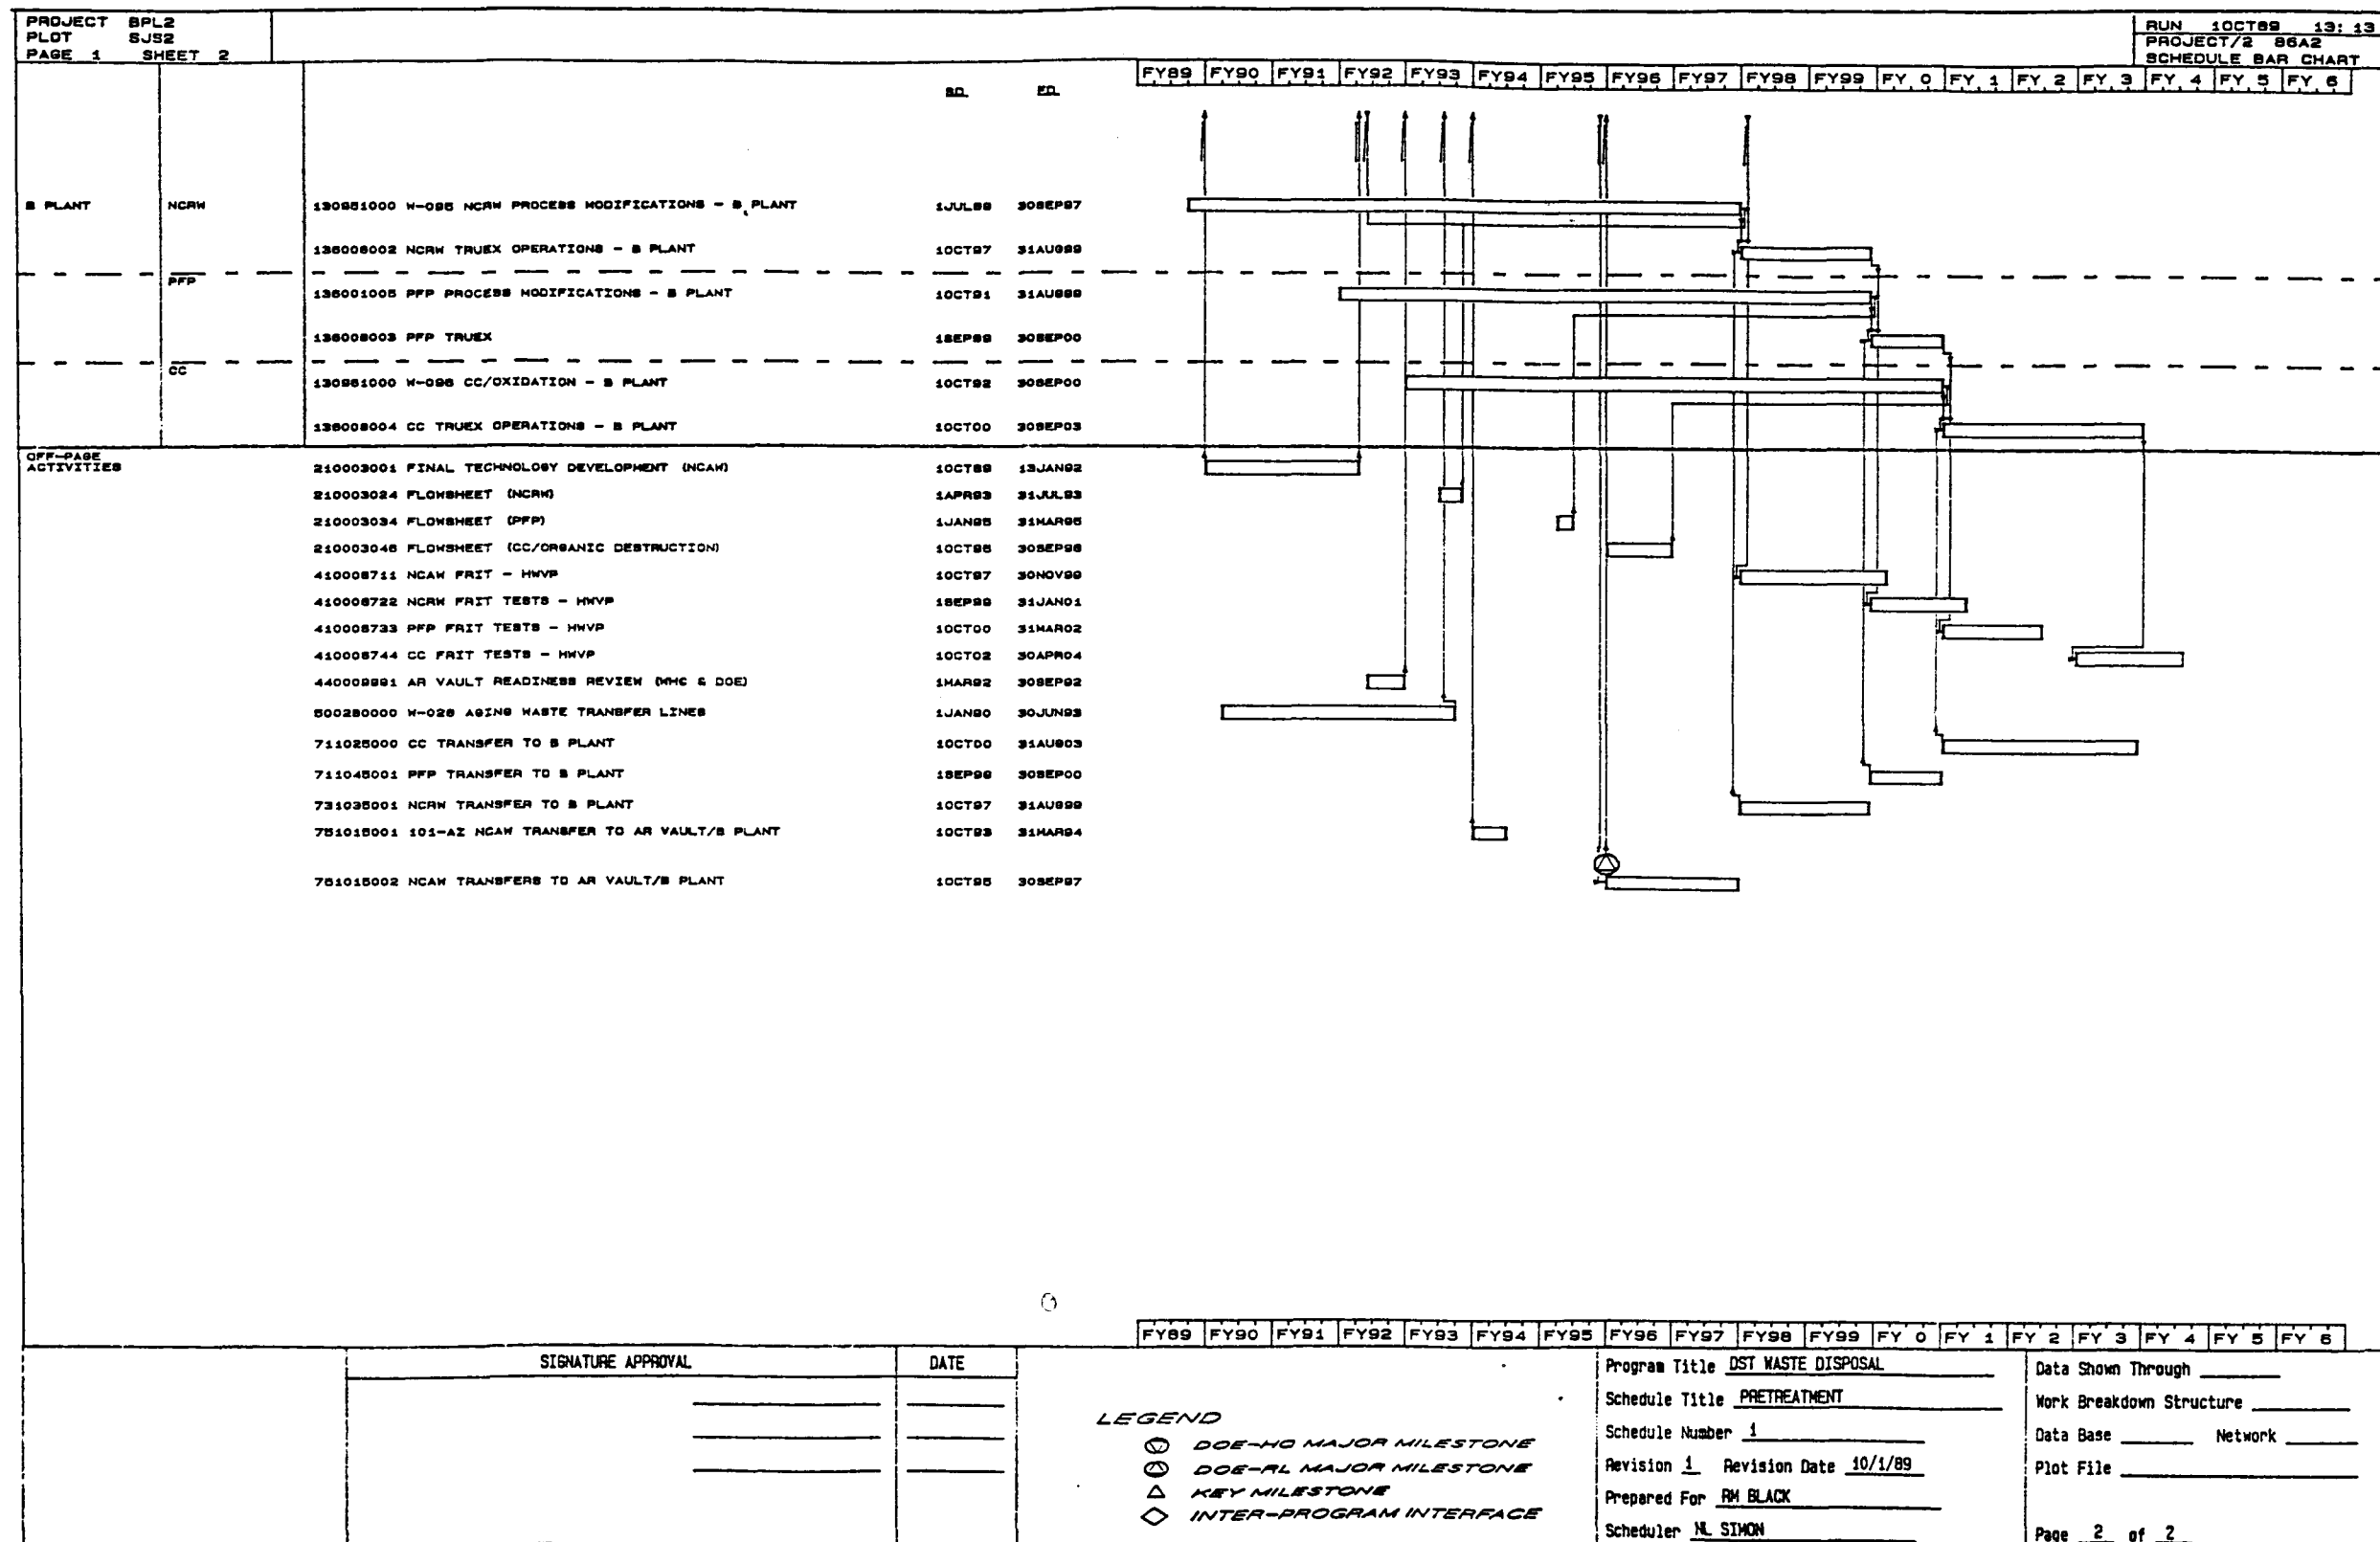 PROJECT BPL2
PLOT SJS2
PAGE 1 SHEET 2
RUN 10CT89 13:13
PROJECT/2 86A2
SCHEDULE BAR CHART
FY89 FY90 FY91 FY92 FY93 FY94 FY95 FY96 FY97 FY98 FY99 FY 0 FY 1 FY 2 FY 3 FY 4 FY 5 FY 6
SD FD
B PLANT NCRW 130951000 W-095 NCRW PROCESS MODIFICATIONS - B PLANT 1JUL89 30SEP97
136008002 NCRW TRUEX OPERATIONS - B PLANT 1OCT97 31AUG99
PFP
136001005 PFP PROCESS MODIFICATIONS - B PLANT 1OCT91 31AUG99
136008003 PFP TRUEX 1SEP99 30SEP00
CC
130961000 W-096 CC/OXIDATION - B PLANT 1OCT92 30SEP00
136008004 CC TRUEX OPERATIONS - B PLANT 1OCT00 30SEP03
OFF-PAGE
ACTIVITIES
210003001 FINAL TECHNOLOGY DEVELOPMENT (NCAW) 1OCT89 13JAN92
210003024 FLOWSHEET (NCRW) 1APR93 31JUL93
210003034 FLOWSHEET (PFP) 1JAN95 31MAR95
210003046 FLOWSHEET (CC/ORGANIC DESTRUCTION) 1OCT95 30SEP96
410008711 NCAW FRIT - HWVP 1OCT97 30NOV99
410008722 NCRW FRIT TESTS - HWVP 1SEP99 31JAN01
410008733 PFP FRIT TESTS - HWVP 1OCT00 31MAR02
410008744 CC FRIT TESTS - HWVP 1OCT02 30APR04
440009991 AR VAULT READINESS REVIEW (WHC & DOE) 1MAR92 30SEP92
500280000 W-028 AGING WASTE TRANSFER LINES 1JAN90 30JUN93
711025000 CC TRANSFER TO B PLANT 1OCT00 31AUG03
711045001 PFP TRANSFER TO B PLANT 1SEP99 30SEP00
731035001 NCRW TRANSFER TO B PLANT 1OCT97 31AUG99
751015001 101-AZ NCAW TRANSFER TO AR VAULT/B PLANT 1OCT93 31MAR94
751015002 NCAW TRANSFERS TO AR VAULT/B PLANT 1OCT95 30SEP97
FY89 FY90 FY91 FY92 FY93 FY94 FY95 FY96 FY97 FY98 FY99 FY 0 FY 1 FY 2 FY 3 FY 4 FY 5 FY 6
SIGNATURE APPROVAL DATE
LEGEND
DOE-HQ MAJOR MILESTONE
DOE-RL MAJOR MILESTONE
KEY MILESTONE
INTER-PROGRAM INTERFACE
Program Title DST WASTE DISPOSAL
Schedule Title PRETREATMENT
Schedule Number 1
Revision 1 Revision Date 10/1/89
Prepared For RM BLACK
Scheduler NL SIMON
Data Shown Through
Work Breakdown Structure
Data Base Network
Plot File
Page 2 of 2